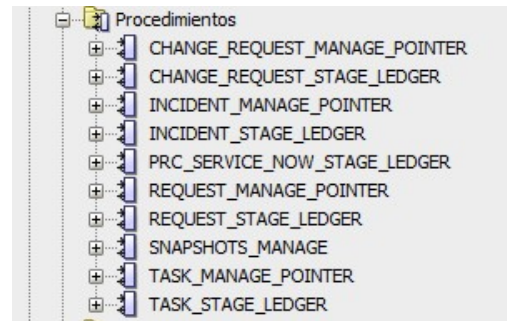 Procedimientos
CHANGE_REQUEST_MANAGE_POINTER
CHANGE_REQUEST_STAGE_LEDGER
INCIDENT_MANAGE_POINTER
INCIDENT_STAGE_LEDGER
PRC_SERVICE_NOW_STAGE_LEDGER
REQUEST_MANAGE_POINTER
REQUEST_STAGE_LEDGER
SNAPSHOTS_MANAGE
TASK_MANAGE_POINTER
TASK_STAGE_LEDGER